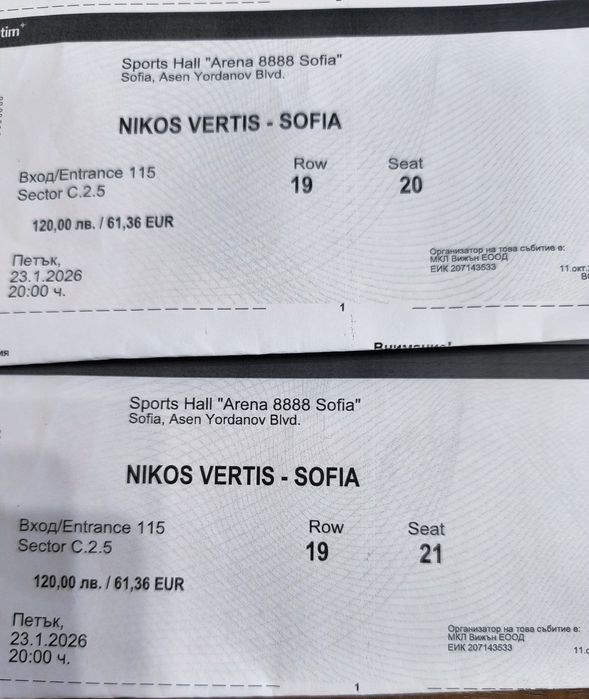 tim
Sports Hall "Arena 8888 Sofia"
Sofia, Asen Yordanov Blvd.
NIKOS VERTIS - SOFIA
Вход/Entrance 115
Sector C.2.5
Row
19
Seat
20
120,00 лв. / 61,36 EUR
Петък,
23.1.2026
20:00 ч.
Организатор на това събитие е:
МКЛ Вижън ЕООД
ЕИК 207143533
11.окт.
1
Sports Hall "Arena 8888 Sofia"
Sofia, Asen Yordanov Blvd.
NIKOS VERTIS - SOFIA
Вход/Entrance 115
Sector C.2.5
Row
19
Seat
21
120,00 лв. / 61,36 EUR
Петък,
23.1.2026
20:00 ч.
Организатор на това събитие е:
МКЛ Вижън ЕООД
ЕИК 207143533
1